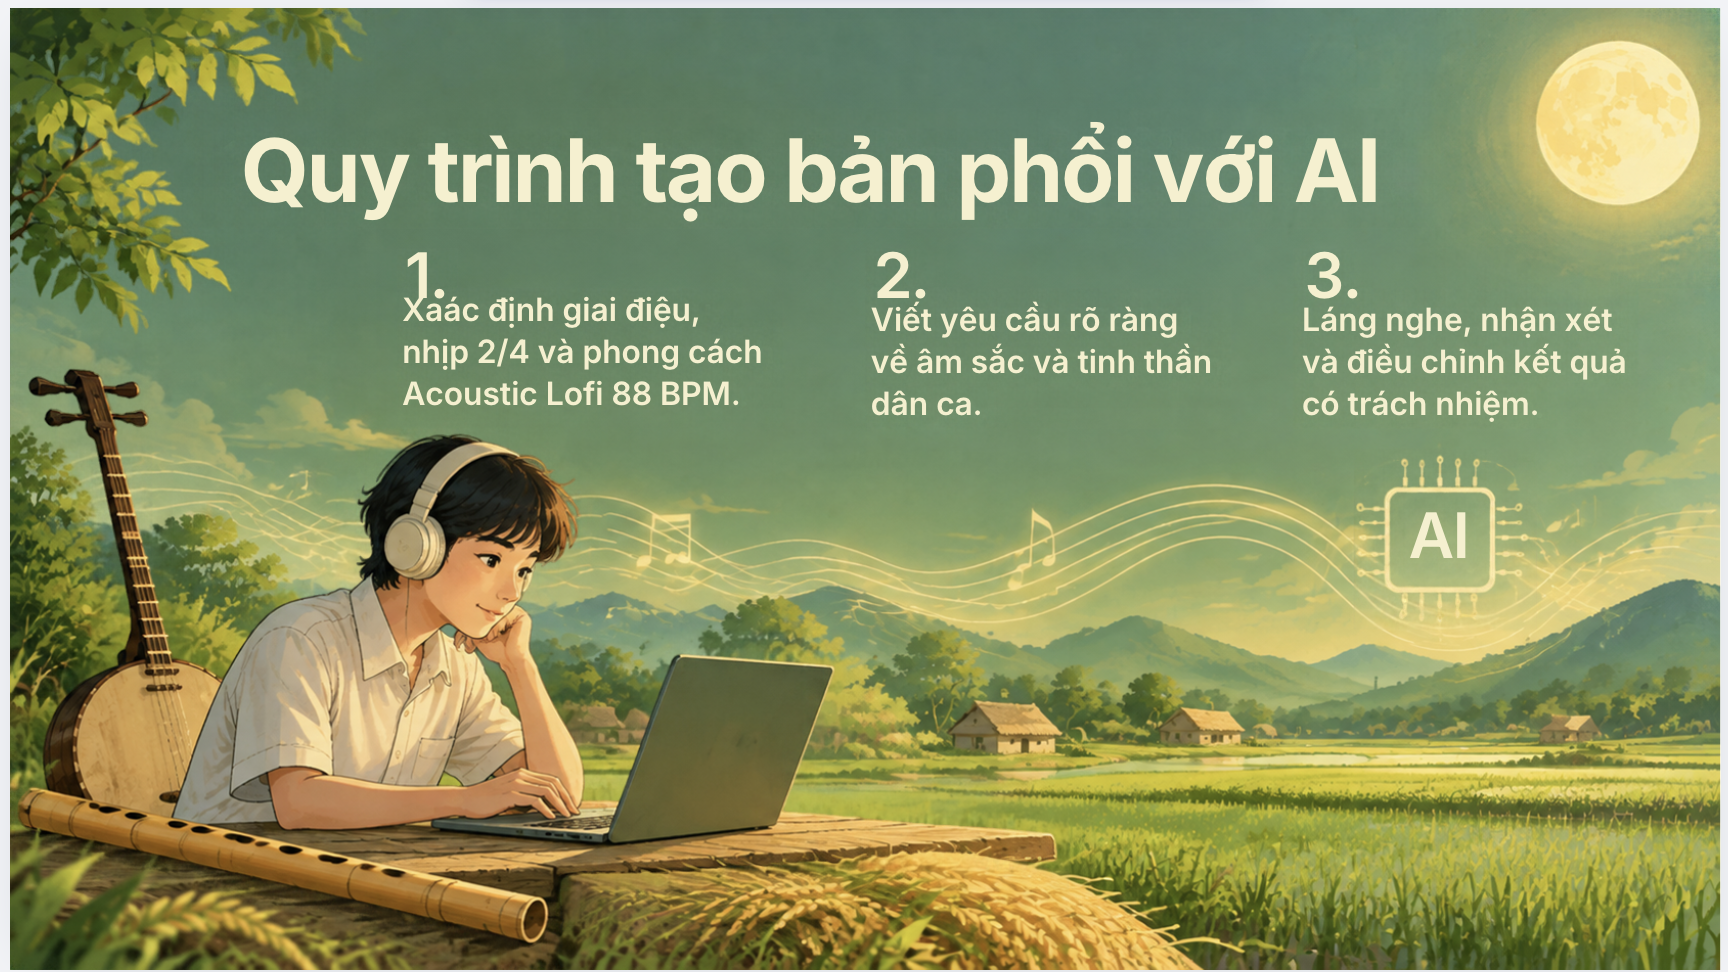 Quy trình tạo bản phối với AI
1.
Xaác định giai điệu,
nhịp 2/4 và phong cách
Acoustic Lofi 88 BPM.
2.
Viết yêu cầu rõ ràng
về âm sắc và tinh thần
dân ca.
3.
Láng nghe, nhận xét
và điều chỉnh kết quả
có trách nhiệm.
AI